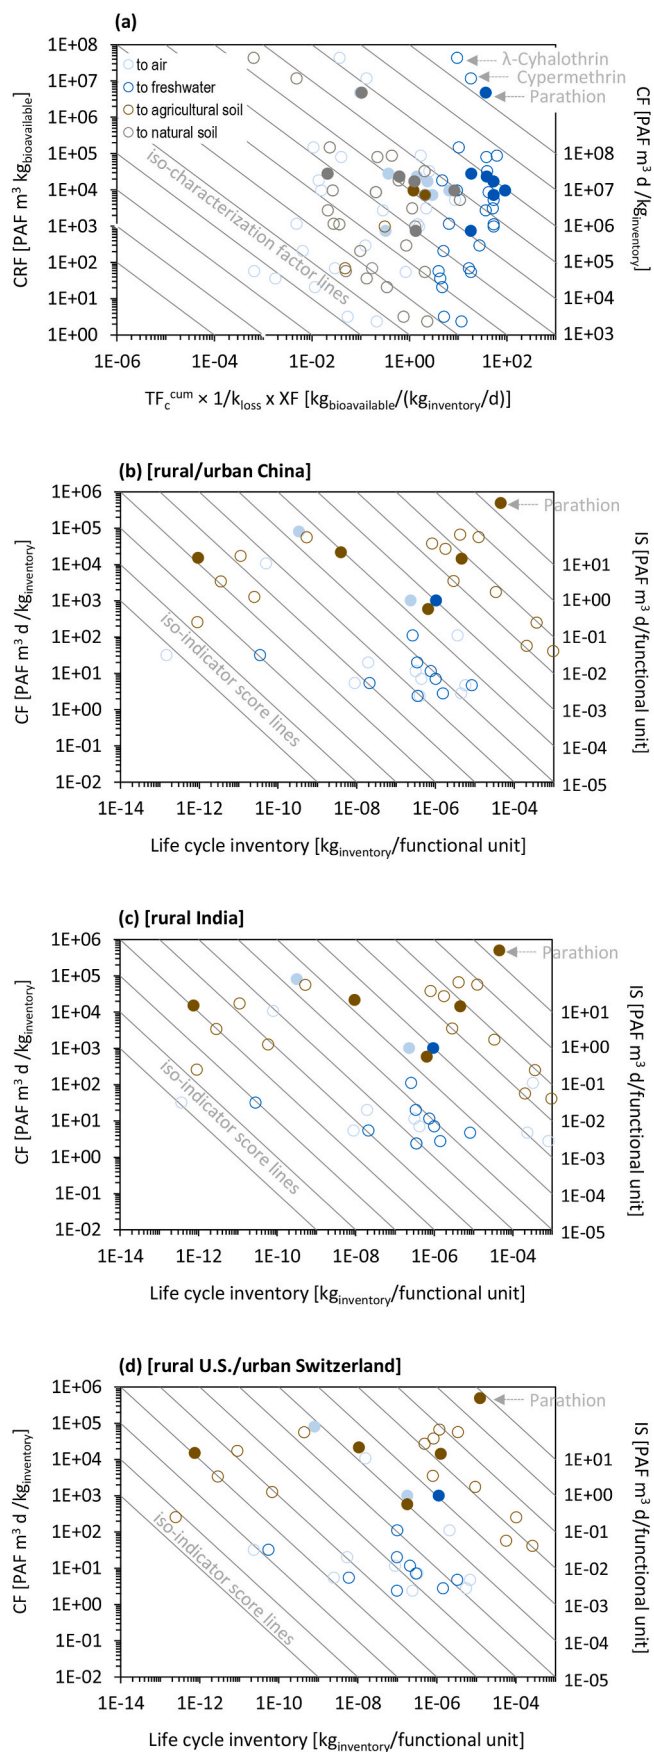 (a)
1E+08
1E+07
1E+06
1E+05
1E+04
1E+03
1E+02
1E+01
1E+00
CRF [PAF m³ kg_bioavailable]
to air
to freshwater
to agricultural soil
to natural soil
iso-characterization factor lines
λ-Cyhalothrin
Cypermethrin
Parathion
1E+08
1E+07
1E+06
1E+05
1E+04
1E+03
CF [PAF m³ d /kg_inventory]
1E-06 1E-04 1E-02 1E+00 1E+02
TF_c^cum × 1/k_loss x XF [kg_bioavailable/(kg_inventory/d)]
(b) [rural/urban China]
1E+06
1E+05
1E+04
1E+03
1E+02
1E+01
1E+00
1E-01
1E-02
CF [PAF m³ d /kg_inventory]
iso-indicator score lines
Parathion
1E+01
1E+00
1E-01
1E-02
1E-03
1E-04
1E-05
IS [PAF m³ d/functional unit]
1E-14 1E-12 1E-10 1E-08 1E-06 1E-04
Life cycle inventory [kg_inventory/functional unit]
(c) [rural India]
1E+06
1E+05
1E+04
1E+03
1E+02
1E+01
1E+00
1E-01
1E-02
CF [PAF m³ d /kg_inventory]
iso-indicator score lines
Parathion
1E+01
1E+00
1E-01
1E-02
1E-03
1E-04
1E-05
IS [PAF m³ d/functional unit]
1E-14 1E-12 1E-10 1E-08 1E-06 1E-04
Life cycle inventory [kg_inventory/functional unit]
(d) [rural U.S./urban Switzerland]
1E+06
1E+05
1E+04
1E+03
1E+02
1E+01
1E+00
1E-01
1E-02
CF [PAF m³ d /kg_inventory]
iso-indicator score lines
Parathion
1E+01
1E+00
1E-01
1E-02
1E-03
1E-04
1E-05
IS [PAF m³ d/functional unit]
1E-14 1E-12 1E-10 1E-08 1E-06 1E-04
Life cycle inventory [kg_inventory/functional unit]